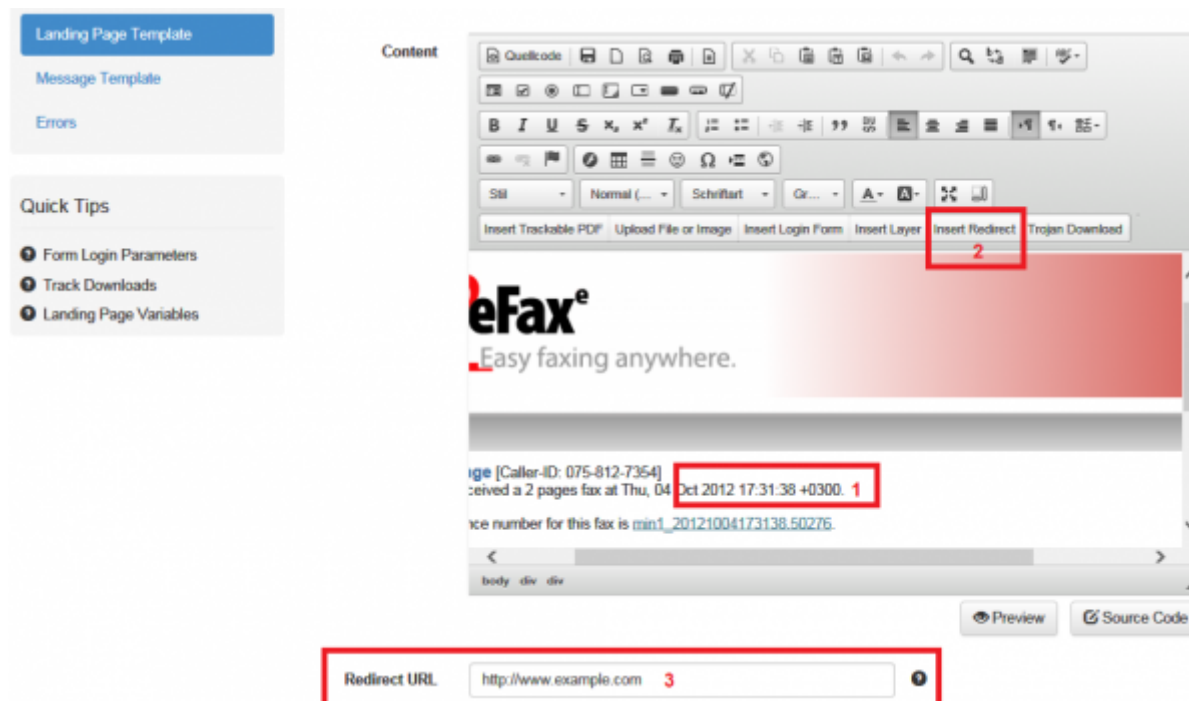 Landing Page Template
Message Template
Errors
Quick Tips
Form Login Parameters
Track Downloads
Landing Page Variables
Content
Quellcode
B I U S x₂ x² Tx
Stil Normal (... Schriftart Gr... A A
Insert Trackable PDF Upload File or Image Insert Login Form Insert Layer Insert Redirect Trojan Download
2
eFax e
Easy faxing anywhere.
ge [Caller-ID: 075-812-7354]
ceived a 2 pages fax at Thu, 04 Oct 2012 17:31:38 +0300. 1
nce number for this fax is min1_20121004173138.50276.
body div div
Preview Source Code
Redirect URL http://www.example.com 3